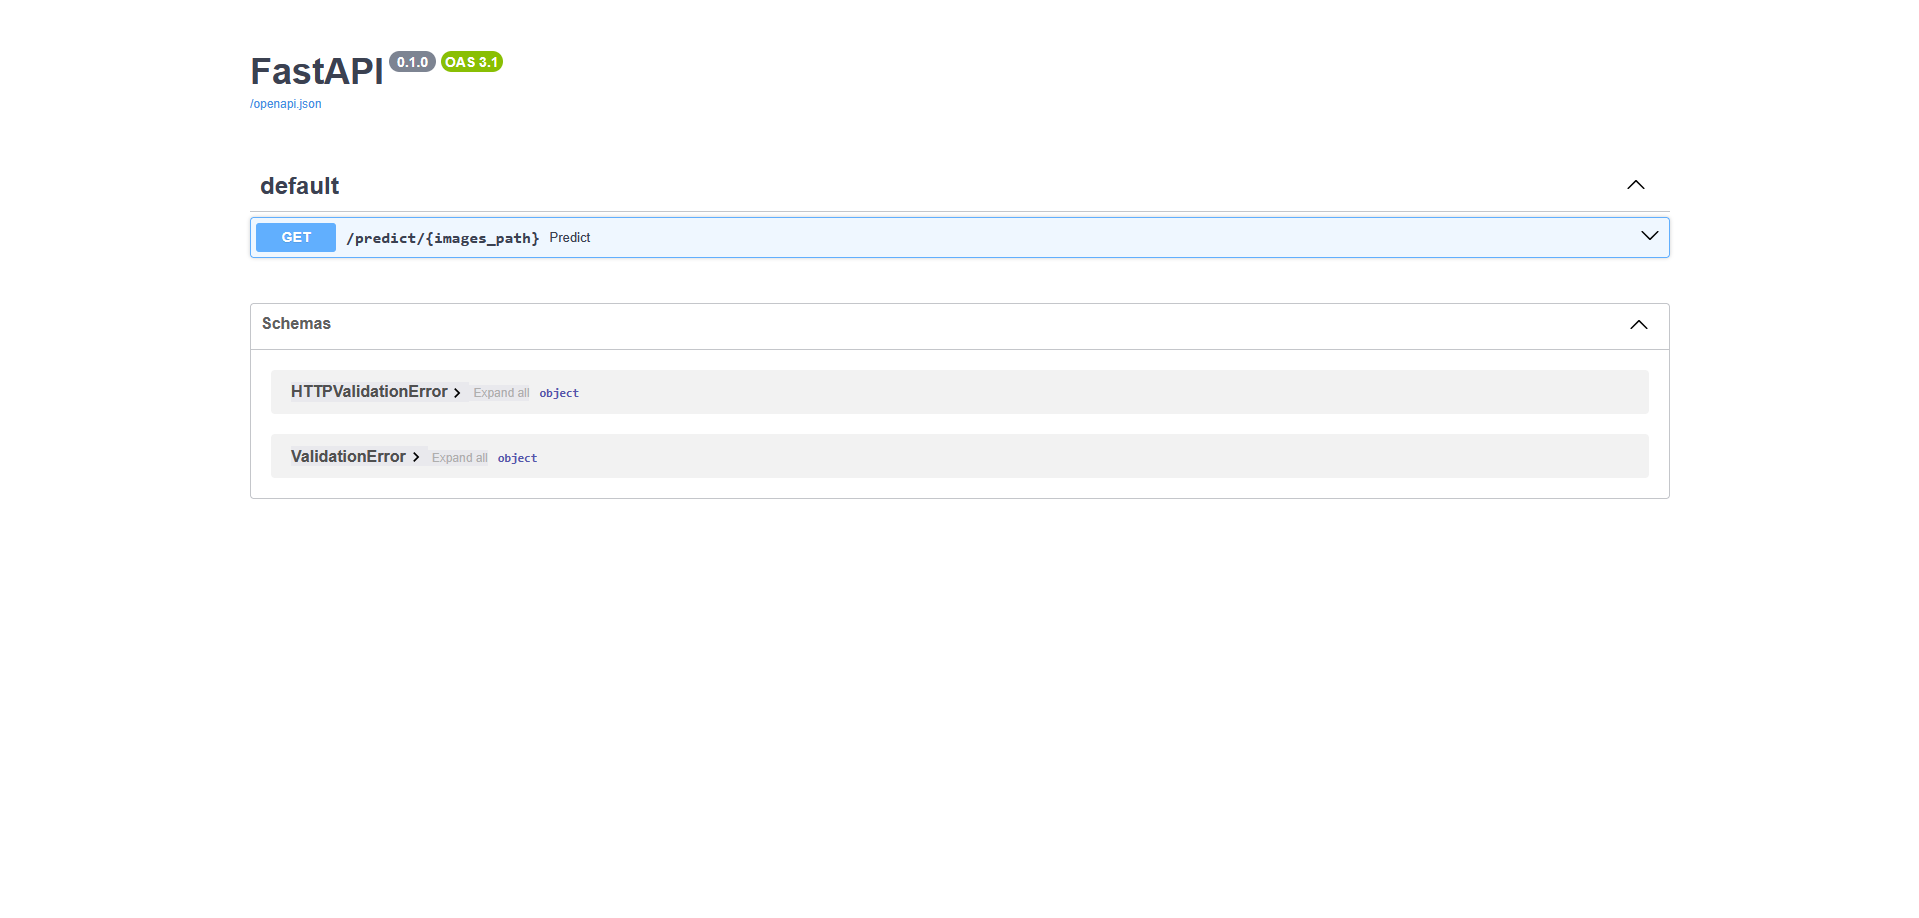 FastAPI 0.1.0 OAS 3.1
/openapi.json
default
GET /predict/{images_path} Predict
Schemas
HTTPValidationError Expand all object
ValidationError Expand all object